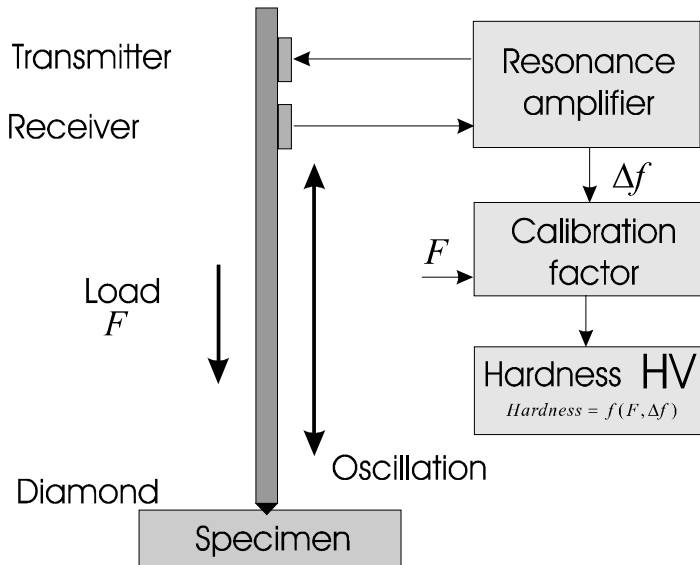 Transmitter
Receiver
Load
F
Diamond
Specimen
Oscillation
Resonance
amplifier
Δf
F
Calibration
factor
Hardness HV
Hardness = f(F,Δf)